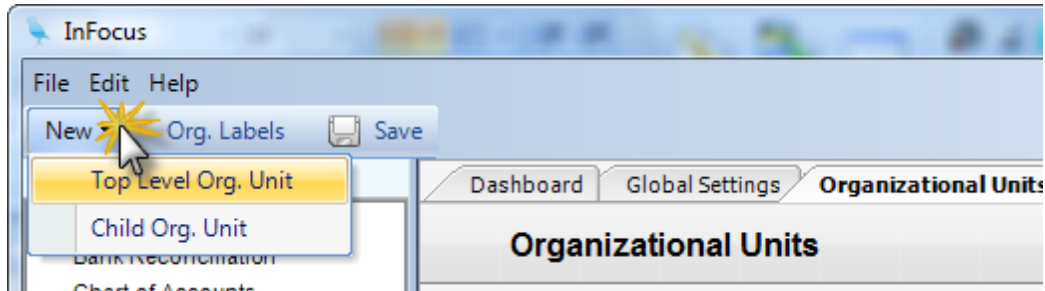 InFocus
File Edit Help
New Org. Labels Save
Top Level Org. Unit
Child Org. Unit
Dashboard Global Settings Organizational Units
Organizational Units
Bank Reconciliation
Chart of Accounts